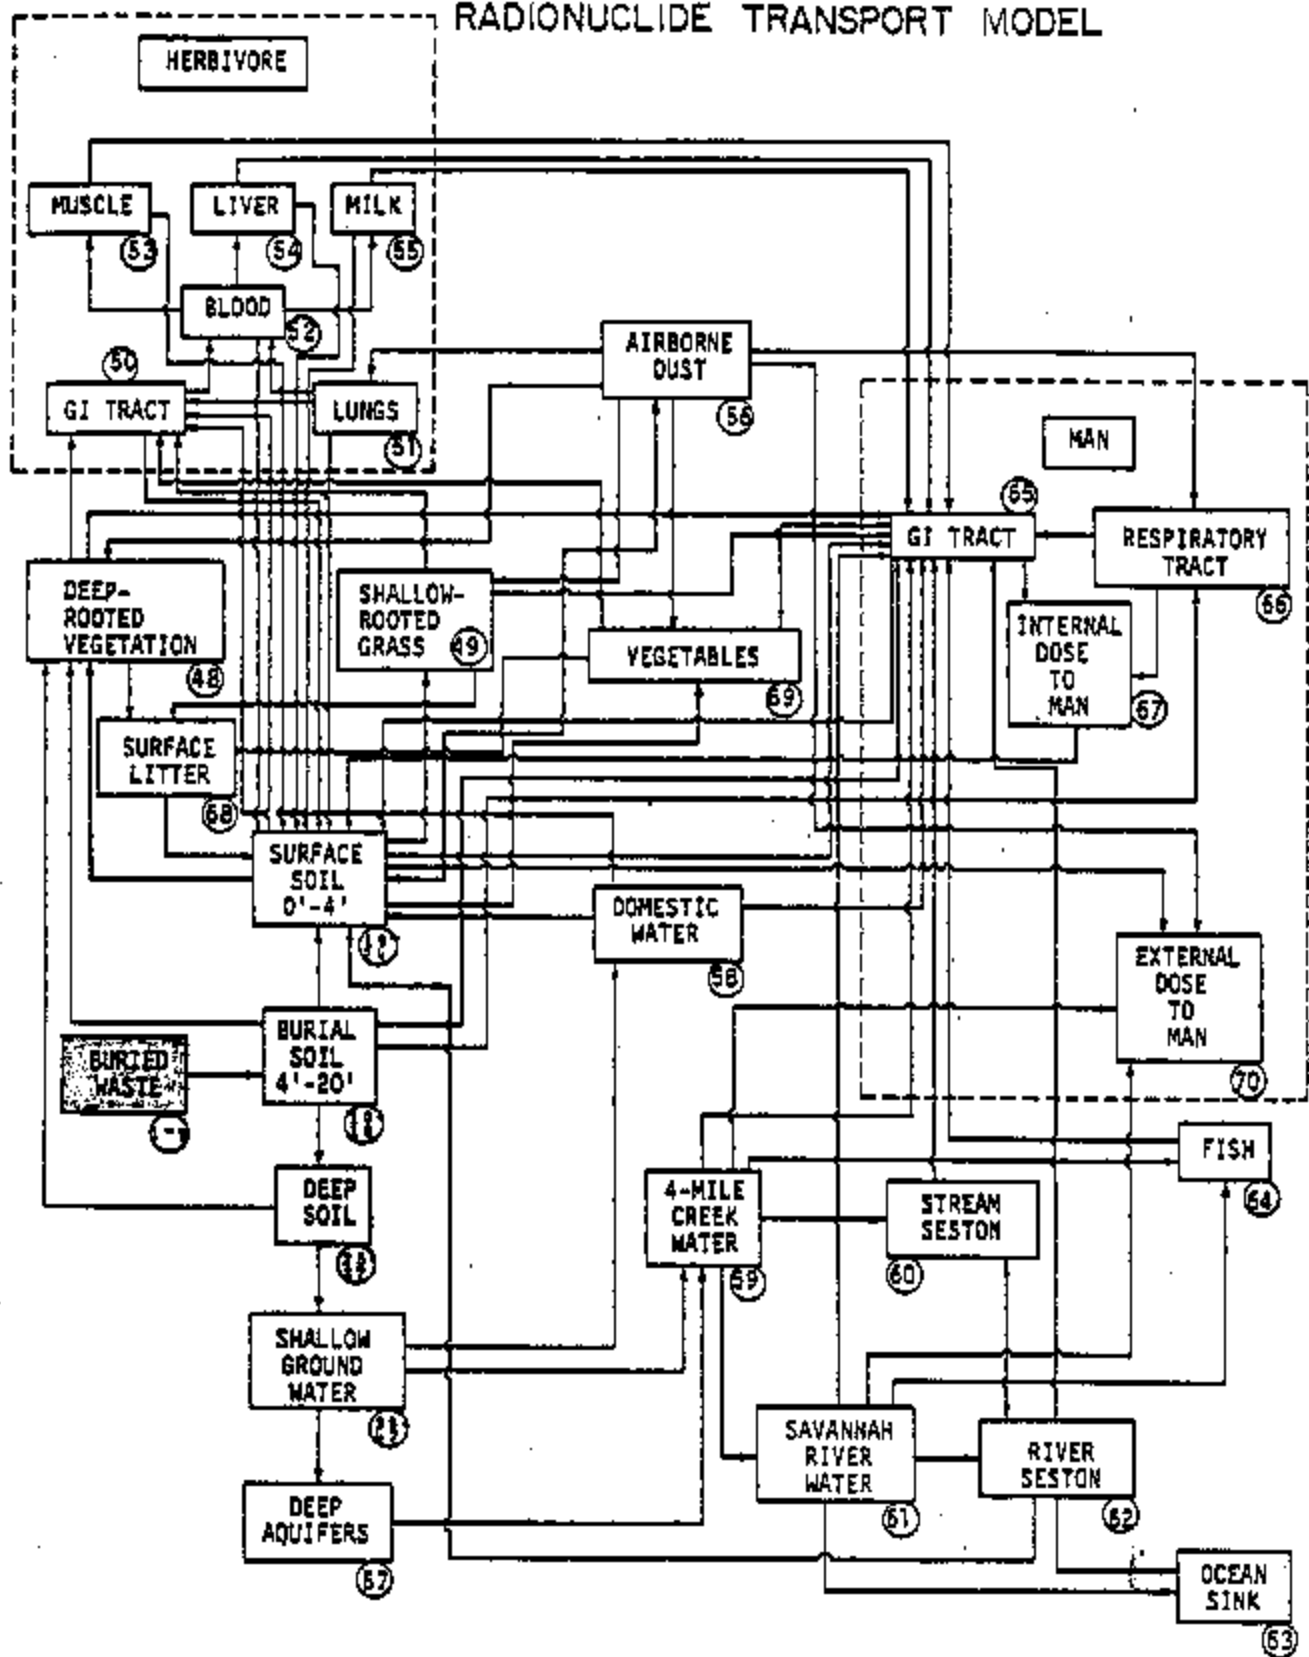 RADIONUCLIDE TRANSPORT MODEL
HERBIVORE
MUSCLE
53
LIVER
54
MILK
55
BLOOD
52
50
GI TRACT
LUNGS
51
AIRBORNE
DUST
56
MAN
65
GI TRACT
RESPIRATORY
TRACT
66
DEEP-
ROOTED
VEGETATION
48
SHALLOW-
ROOTED
GRASS
49
VEGETABLES
69
INTERNAL
DOSE
TO
MAN
67
SURFACE
LITTER
68
SURFACE
SOIL
0'-4'
DOMESTIC
WATER
58
EXTERNAL
DOSE
TO
MAN
70
BURIED
WASTE
BURIAL
SOIL
4'-20'
DEEP
SOIL
4-MILE
CREEK
WATER
59
STREAM
SESTON
60
FISH
64
SHALLOW
GROUND
WATER
SAVANNAH
RIVER
WATER
61
RIVER
SESTON
62
DEEP
AQUIFERS
57
OCEAN
SINK
63